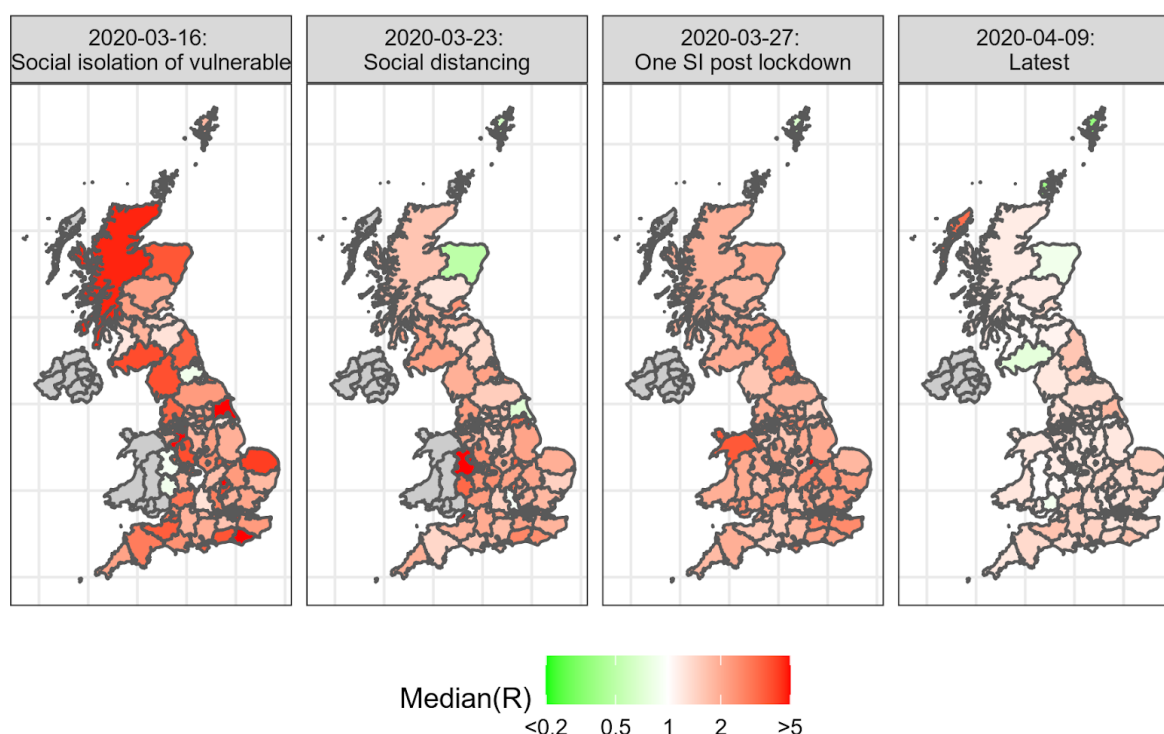 2020-03-16:
Social isolation of vulnerable
2020-03-23:
Social distancing
2020-03-27:
One SI post lockdown
2020-04-09:
Latest
Median(R)
<0.2 0.5 1 2 >5